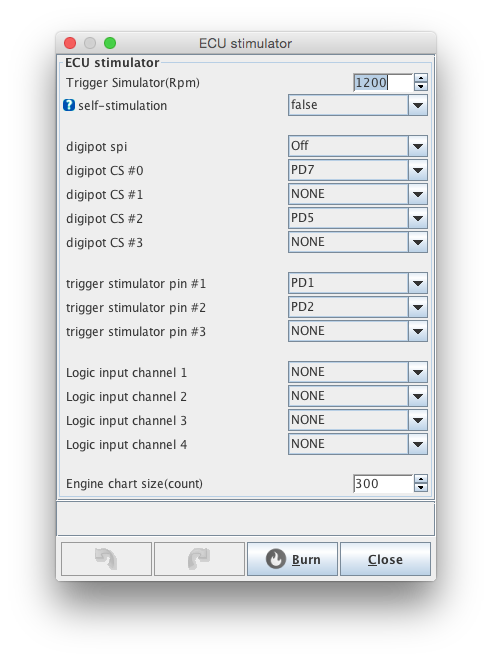 ECU stimulator
ECU stimulator
Trigger Simulator(Rpm) 1200
? self-stimulation false
digipot spi Off
digipot CS #0 PD7
digipot CS #1 NONE
digipot CS #2 PD5
digipot CS #3 NONE
trigger stimulator pin #1 PD1
trigger stimulator pin #2 PD2
trigger stimulator pin #3 NONE
Logic input channel 1 NONE
Logic input channel 2 NONE
Logic input channel 3 NONE
Logic input channel 4 NONE
Engine chart size(count) 300
Burn Close